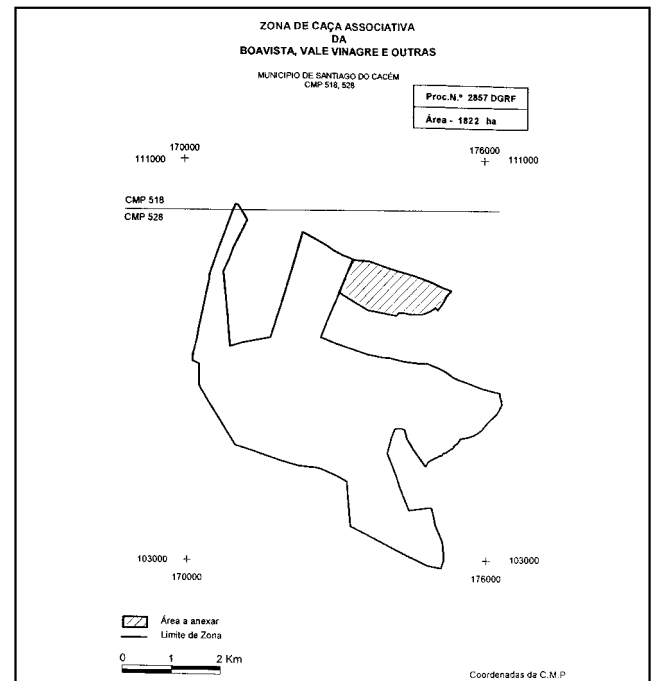 ZONA DE CAÇA ASSOCIATIVA
DA
BOAVISTA, VALE VINAGRE E OUTRAS
MUNICIPIO DE SANTIAGO DO CACÉM
CMP 518, 528
Proc.N.º 2857 DGRF
Área - 1822 ha
170000
111000
176000
111000
CMP 518
CMP 528
103000
170000
103000
176000
Área a anexar
Limite de Zona
0 1 2 Km
Coordenadas da C.M.P